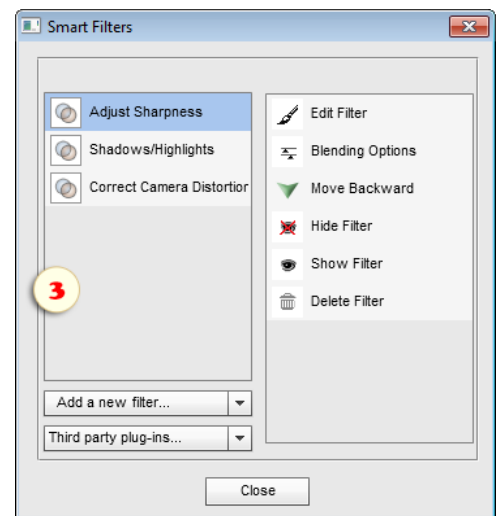 Smart Filters
Adjust Sharpness
Shadows/Highlights
Correct Camera Distortior
Edit Filter
Blending Options
Move Backward
Hide Filter
Show Filter
Delete Filter
3
Add a new filter...
Third party plug-ins...
Close